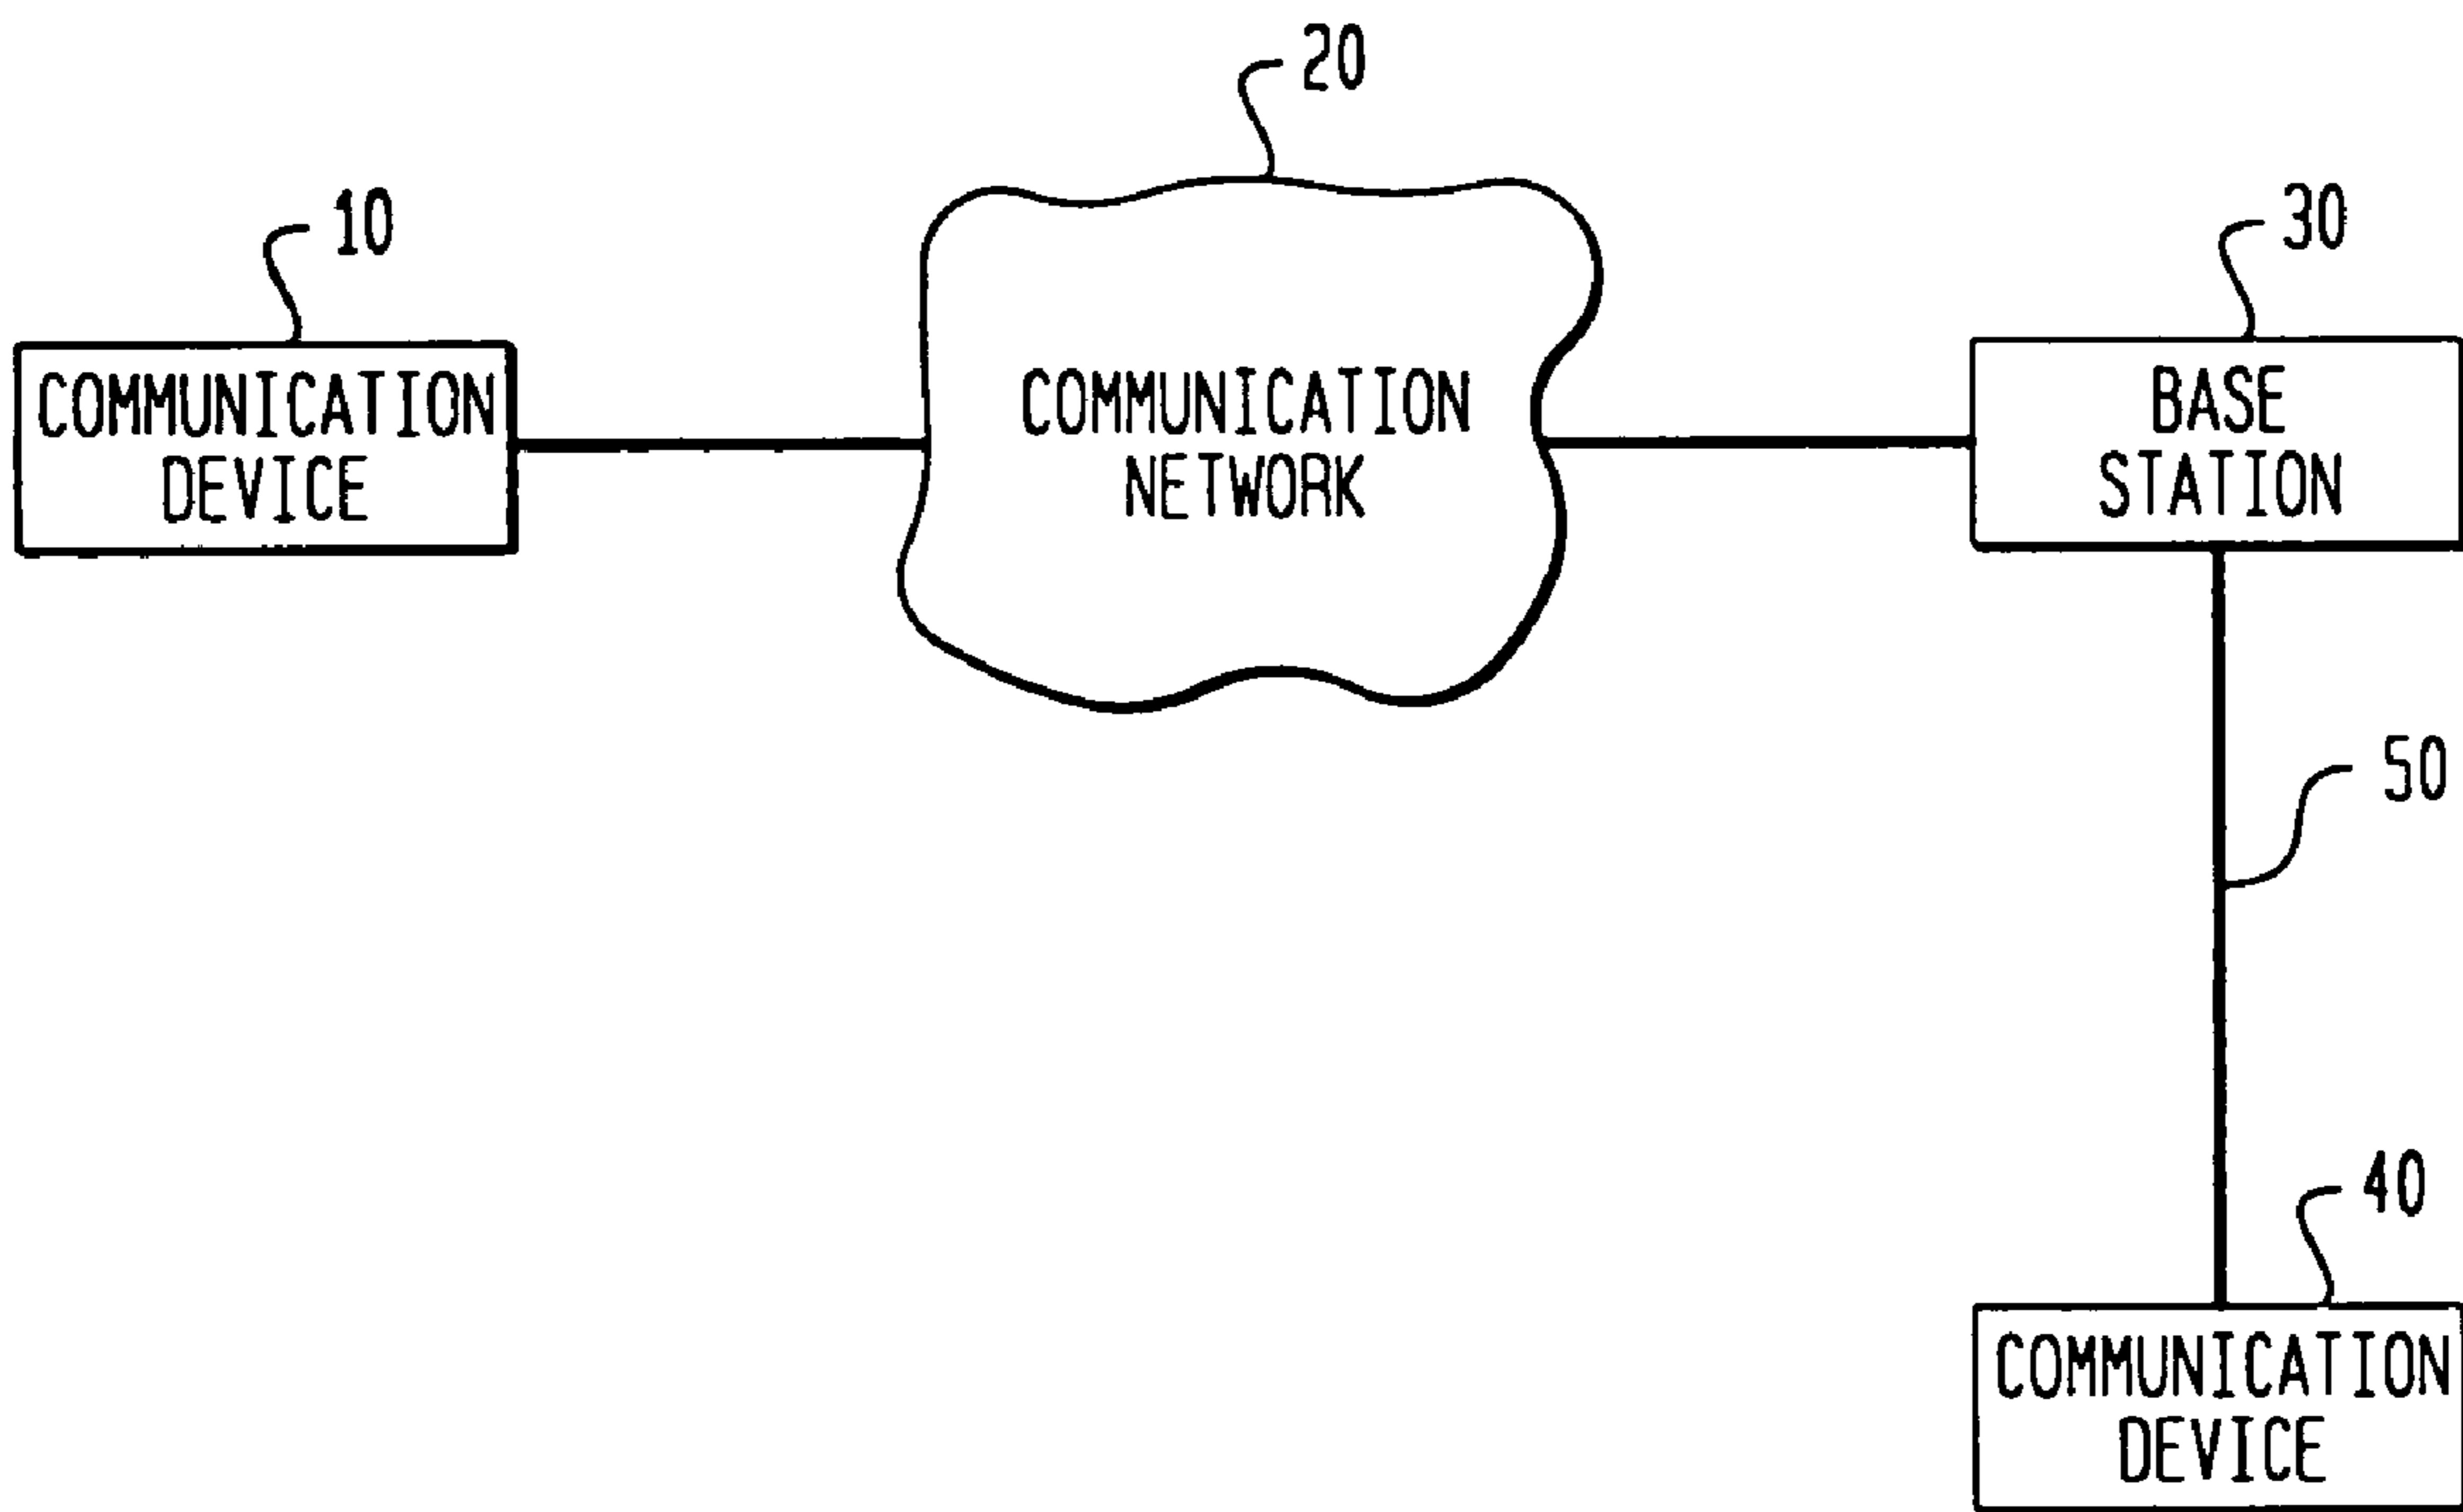 20
10
30
COMMUNICATION
DEVICE
COMMUNICATION
NETWORK
BASE
STATION
50
40
COMMUNICATION
DEVICE